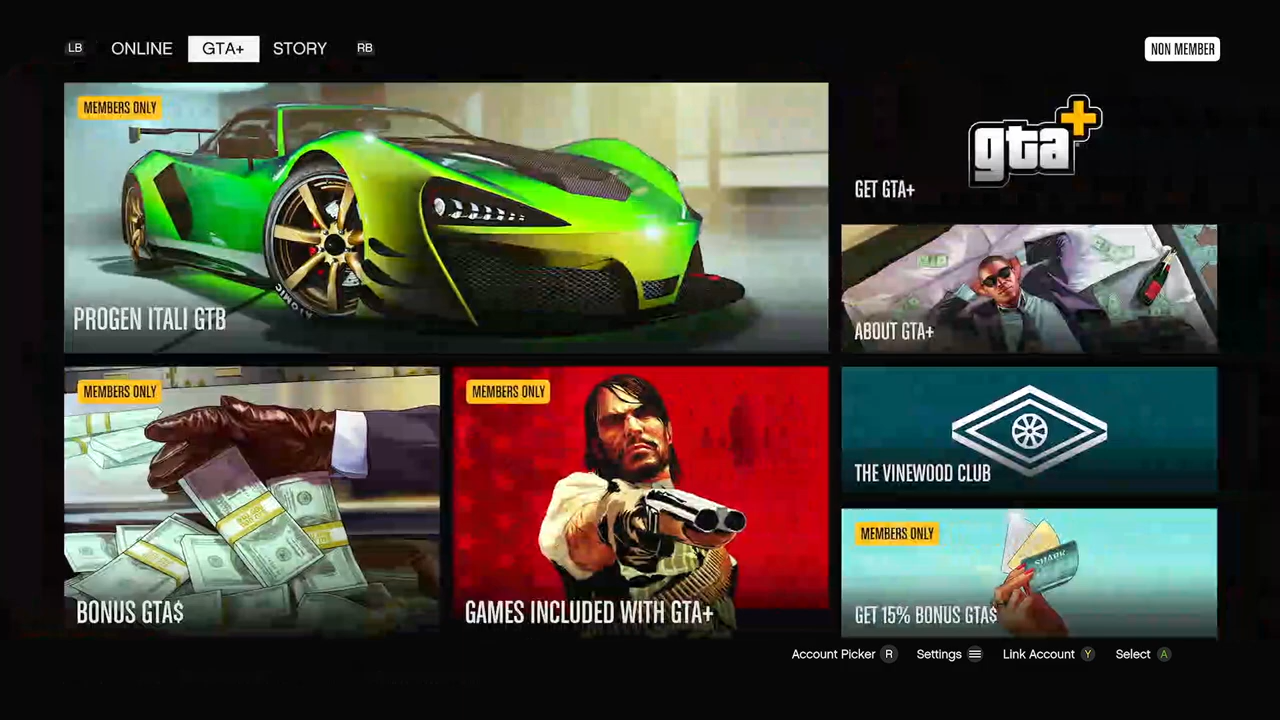 LB ONLINE GTA+ STORY RB
NON MEMBER
MEMBERS ONLY
PROGEN ITALI GTB
gta+
GET GTA+
ABOUT GTA+
MEMBERS ONLY
BONUS GTA$
MEMBERS ONLY
GAMES INCLUDED WITH GTA+
THE VINEWOOD CLUB
MEMBERS ONLY
SHARK
GET 15% BONUS GTA$
Account Picker R Settings Link Account Y Select A